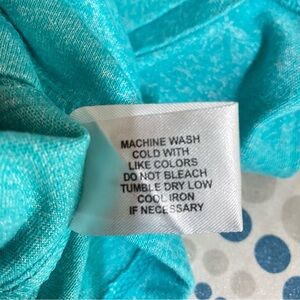 MACHINE WASH
COLD WITH
LIKE COLORS
DO NOT BLEACH
TUMBLE DRY LOW
COOL IRON
IF NECESSARY